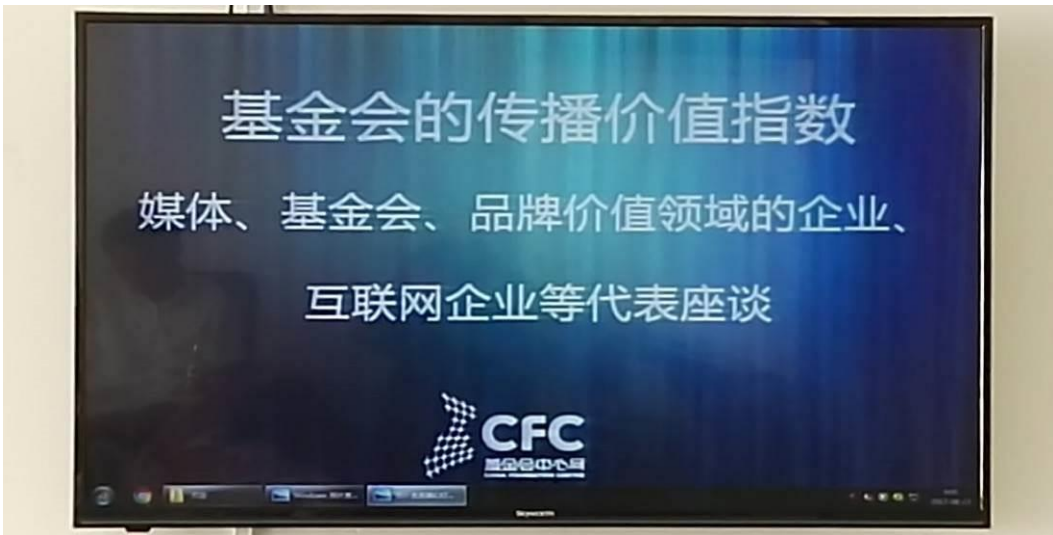 基金会的传播价值指数
媒体、基金会、品牌价值领域的企业、
互联网企业等代表座谈
CFC
基金会中心网
Skyworth